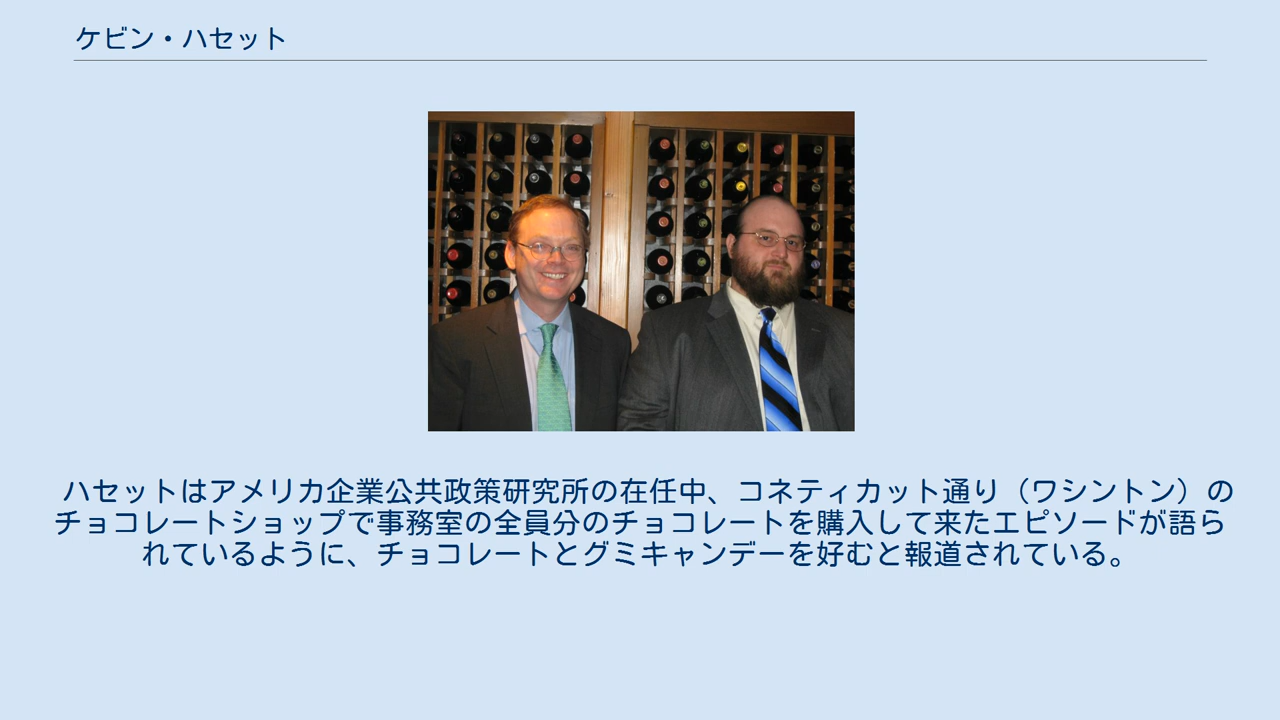 ケビン・ハセット
ハセットはアメリカ企業公共政策研究所の在任中、コネティカット通り（ワシントン）の
チョコレートショップで事務室の全員分のチョコレートを購入して来たエピソードが語ら
れているように、チョコレートとグミキャンデーを好むと報道されている。